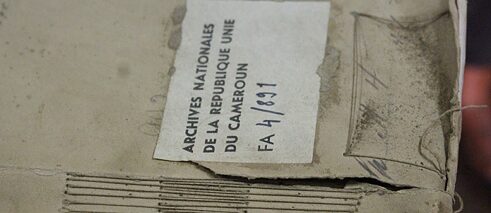 ARCHIVES NATIONALES
DE LA REPUBLIQUE UNIE
DU CAMEROUN
FA 4/891